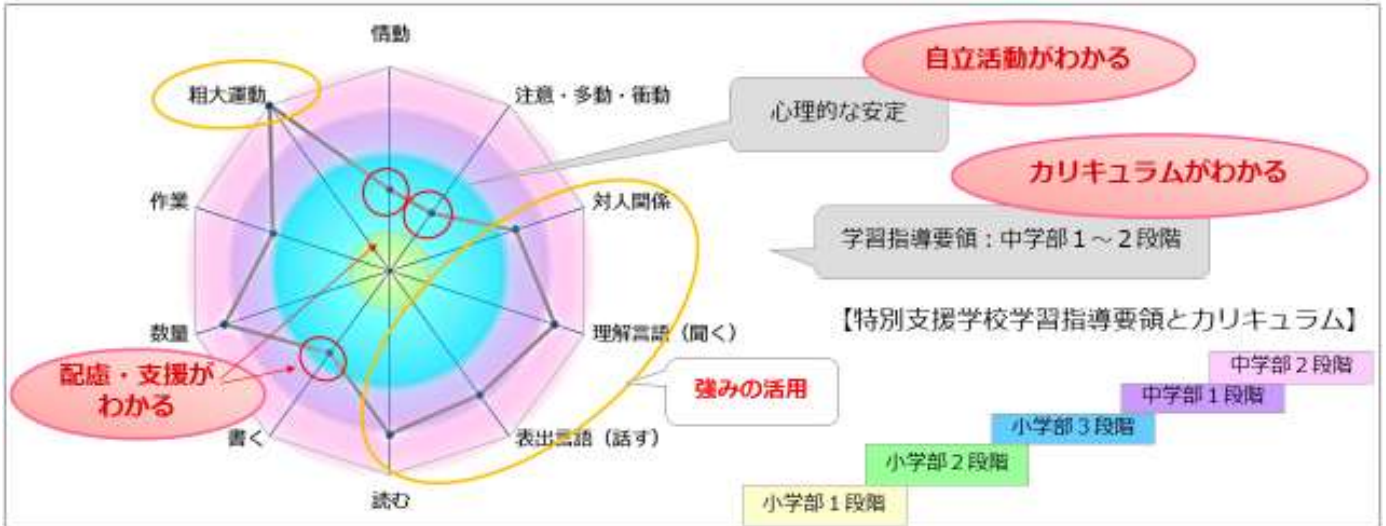 情動
自立活動がわかる
粗大運動
注意・多動・衝動
心理的な安定
カリキュラムがわかる
作業
対人関係
学習指導要領：中学部１～２段階
数量
理解言語（聞く）
【特別支援学校学習指導要領とカリキュラム】
配慮・支援が
わかる
強みの活用
中学部２段階
中学部１段階
書く
表出言語（話す）
小学部３段階
小学部２段階
読む
小学部１段階